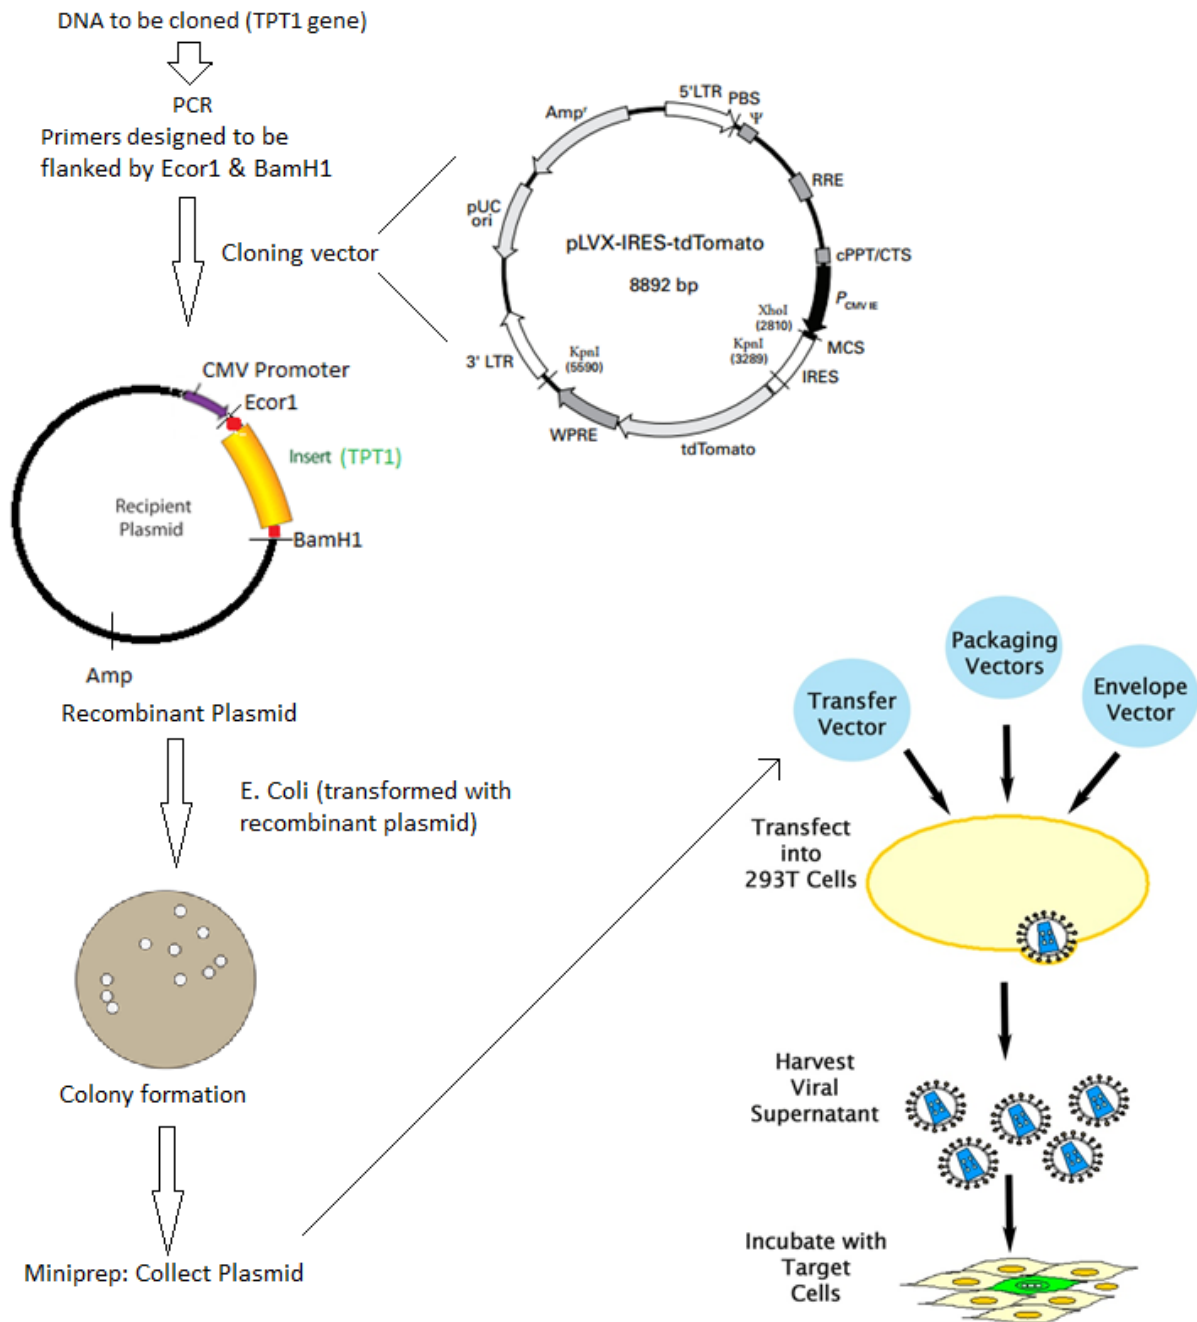 DNA to be cloned (TPT1 gene)
PCR
Primers designed to be
flanked by Ecor1 & BamH1
Cloning vector
5'LTR
PBS
Ψ
RRE
cPPT/CTS
P CMV IE
MCS
IRES
tdTomato
WPRE
3' LTR
pUC
ori
Ampʳ
pLVX-IRES-tdTomato
8892 bp
XhoI
(2810)
KpnI
(3289)
KpnI
(5590)
CMV Promoter
Ecor1
Insert (TPT1)
Recipient
Plasmid
BamH1
Amp
Recombinant Plasmid
E. Coli (transformed with
recombinant plasmid)
Colony formation
Miniprep: Collect Plasmid
Transfer
Vector
Packaging
Vectors
Envelope
Vector
Transfect
into
293T Cells
Harvest
Viral
Supernatant
Incubate with
Target
Cells